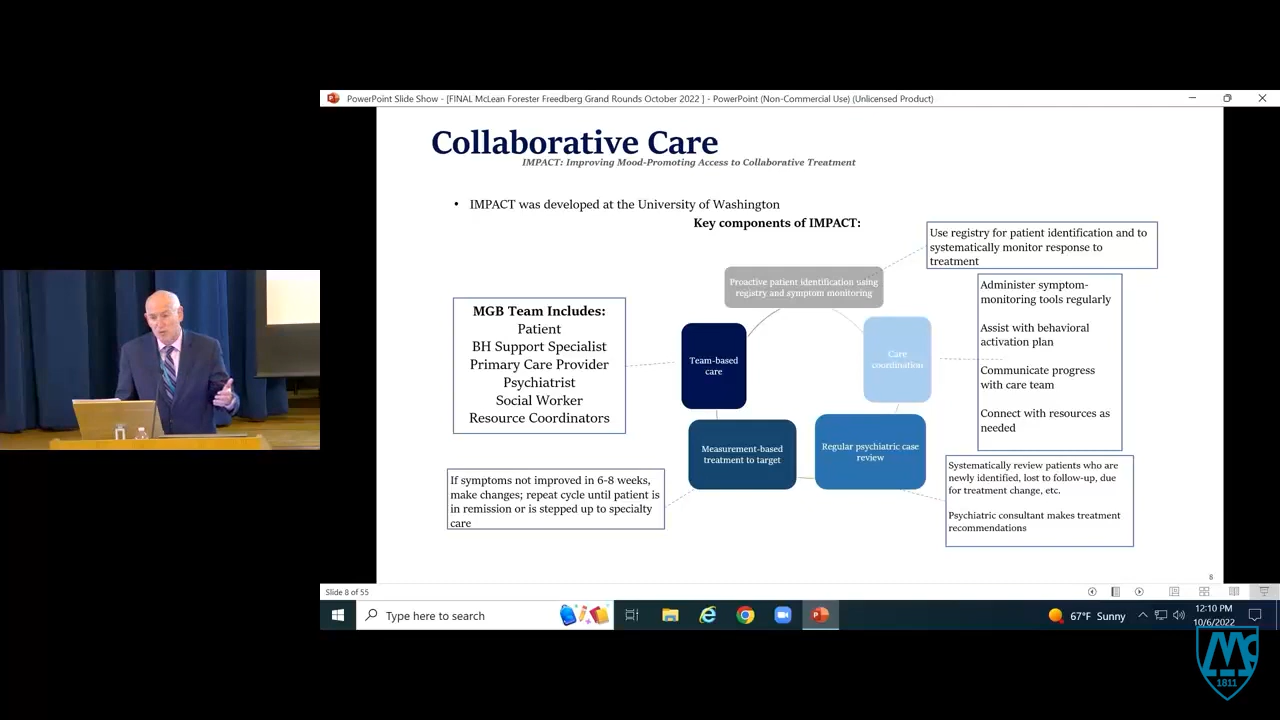 PowerPoint Slide Show - [FINAL McLean Forester Freedberg Grand Rounds October 2022 ] - PowerPoint (Non-Commercial Use) (Unlicensed Product)
Collaborative Care
IMPACT: Improving Mood-Promoting Access to Collaborative Treatment
• IMPACT was developed at the University of Washington
Key components of IMPACT:
Use registry for patient identification and to
systematically monitor response to
treatment
Proactive patient identification using
registry and symptom monitoring
Administer symptom-
monitoring tools regularly
Assist with behavioral
activation plan
Communicate progress
with care team
Connect with resources as
needed
MGB Team Includes:
Patient
BH Support Specialist
Primary Care Provider
Psychiatrist
Social Worker
Resource Coordinators
Team-based
care
Care
coordination
Measurement-based
treatment to target
Regular psychiatric case
review
If symptoms not improved in 6-8 weeks,
make changes; repeat cycle until patient is
in remission or is stepped up to specialty
care
Systematically review patients who are
newly identified, lost to follow-up, due
for treatment change, etc.
Psychiatric consultant makes treatment
recommendations
8
Slide 8 of 55
Type here to search
67°F Sunny
12:10 PM
10/6/2022
1811